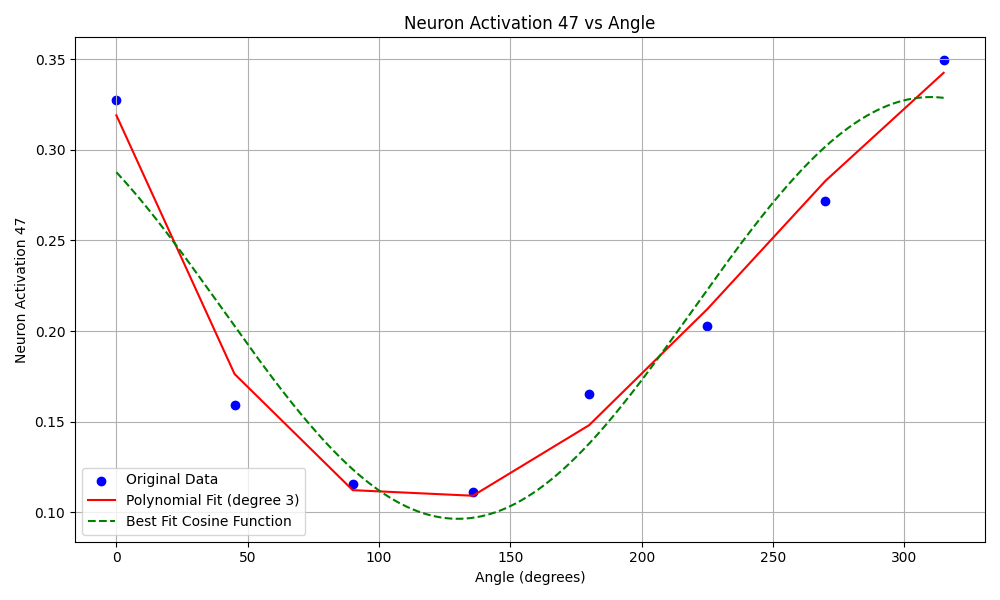 Neuron Activation 47 vs Angle
Neuron Activation 47
0.35
0.30
0.25
0.20
0.15
0.10
Original Data
Polynomial Fit (degree 3)
Best Fit Cosine Function
0 50 100 150 200 250 300
Angle (degrees)